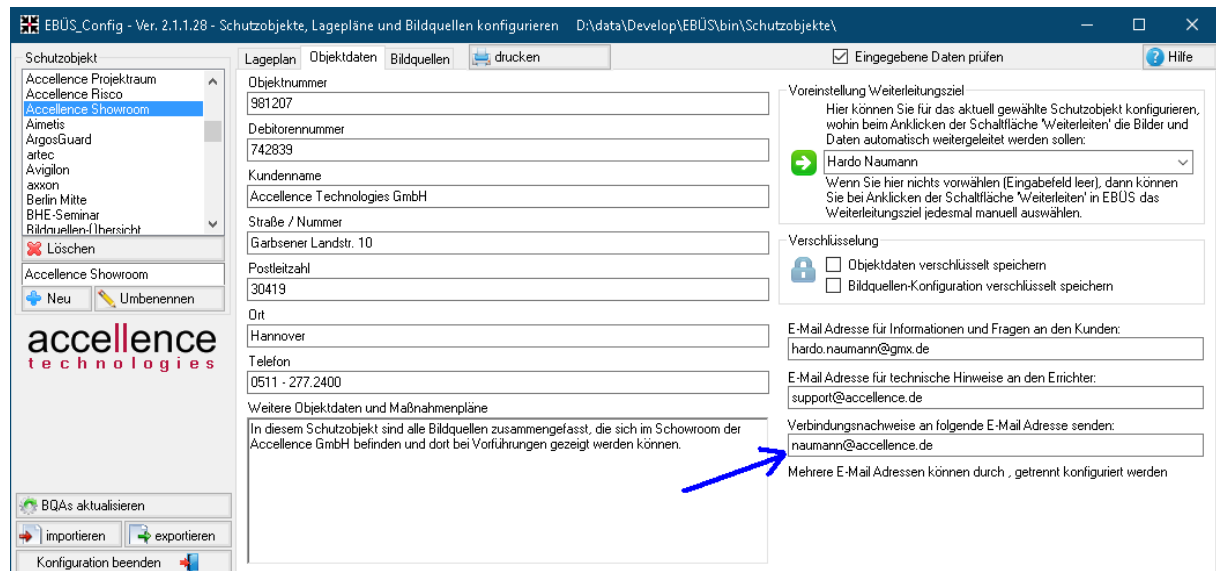 EBÜS_Config - Ver. 2.1.1.28 - Schutzobjekte, Lagepläne und Bildquellen konfigurieren D:\data\Develop\EBÜS\bin\Schutzobjekte\
Schutzobjekt
Accellence Projektraum
Accellence Risco
Accellence Showroom
Aimetis
ArgosGuard
artec
Avigilon
axxon
Berlin Mitte
BHE-Seminar
Bildquellen-Übersicht
Löschen
Accellence Showroom
Neu
Umbenennen
accellence
technologies
BQAs aktualisieren
importieren
exportieren
Konfiguration beenden
Lageplan
Objektdaten
Bildquellen
drucken
Eingegebene Daten prüfen
Hilfe
Objektnummer
981207
Debitorennummer
742839
Kundenname
Accellence Technologies GmbH
Straße / Nummer
Garbsener Landstr. 10
Postleitzahl
30419
Ort
Hannover
Telefon
0511 - 277.2400
Weitere Objektdaten und Maßnahmenpläne
In diesem Schutzobjekt sind alle Bildquellen zusammengefasst, die sich im Schowroom der
Accellence GmbH befinden und dort bei Vorführungen gezeigt werden können.
Voreinstellung Weiterleitungsziel
Hier können Sie für das aktuell gewählte Schutzobjekt konfigurieren,
wohin beim Anklicken der Schaltfläche 'Weiterleiten' die Bilder und
Daten automatisch weitergeleitet werden sollen:
Hardo Naumann
Wenn Sie hier nichts vorwählen (Eingabefeld leer), dann können
Sie bei Anklicken der Schaltfläche 'Weiterleiten' in EBÜS das
Weiterleitungsziel jedesmal manuell auswählen.
Verschlüsselung
Objektdaten verschlüsselt speichern
Bildquellen-Konfiguration verschlüsselt speichern
E-Mail Adresse für Informationen und Fragen an den Kunden:
hardo.naumann@gmx.de
E-Mail Adresse für technische Hinweise an den Errichter:
support@accellence.de
Verbindungsnachweise an folgende E-Mail Adresse senden:
naumann@accellence.de
Mehrere E-Mail Adressen können durch , getrennt konfiguriert werden